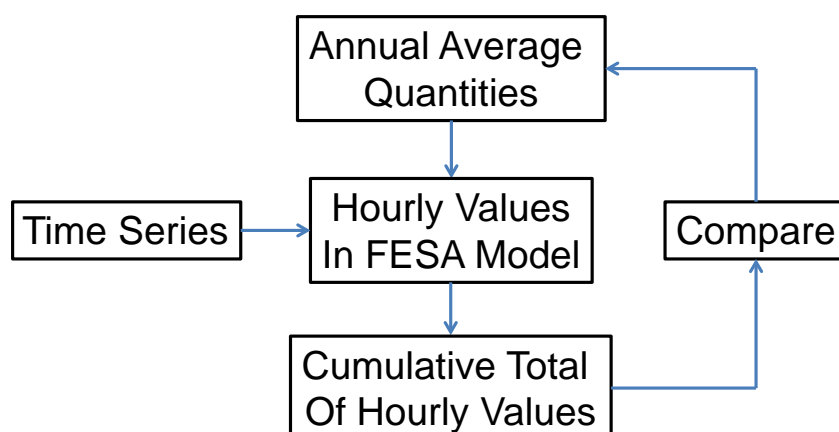 Annual Average
Quantities
Time Series
Hourly Values
In FESA Model
Compare
Cumulative Total
Of Hourly Values